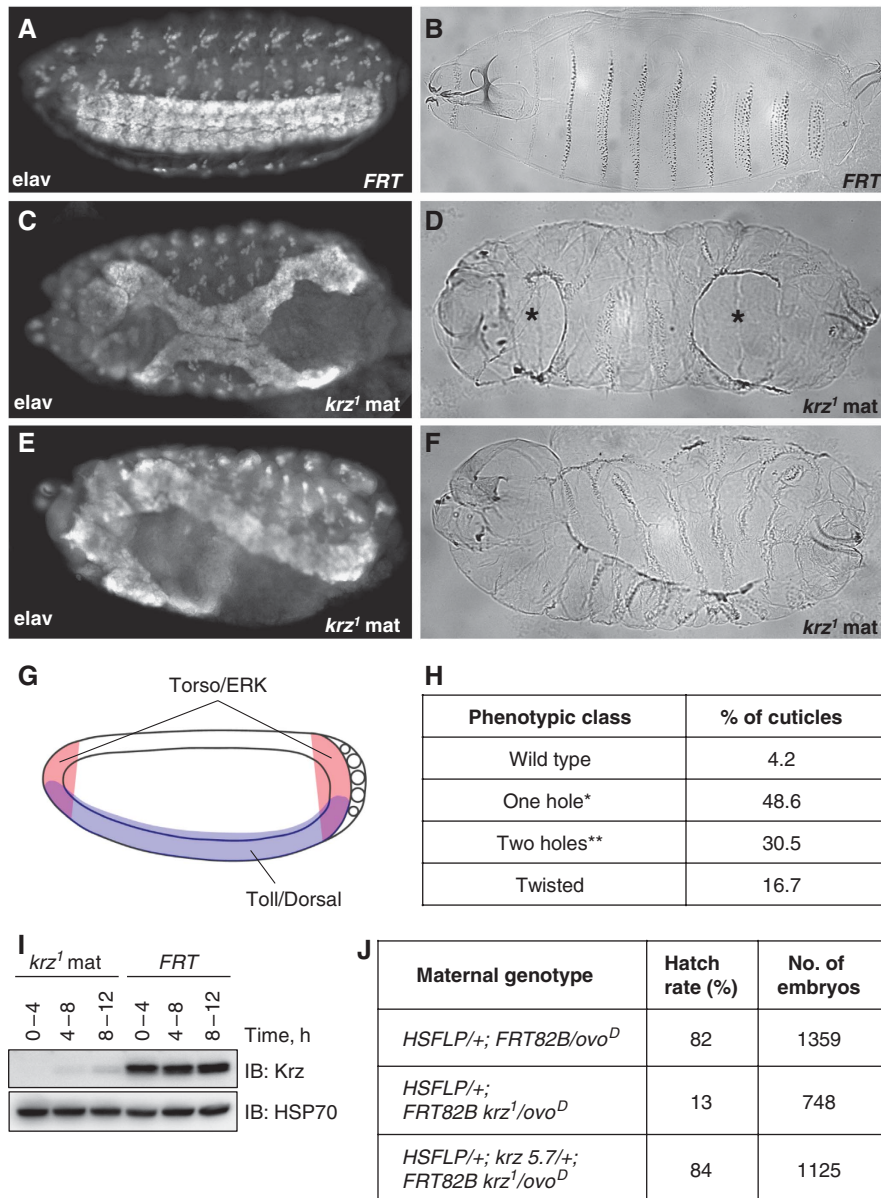 A
elav
FRT
B
FRT
C
elav
krz¹ mat
D
*
*
krz¹ mat
E
elav
krz¹ mat
F
krz¹ mat
G
Torso/ERK
Toll/Dorsal
H
Phenotypic class % of cuticles
Wild type 4.2
One hole* 48.6
Two holes** 30.5
Twisted 16.7
I
krz¹ mat FRT
0–4 4–8 8–12 0–4 4–8 8–12 Time, h
IB: Krz
IB: HSP70
J
Maternal genotype Hatch rate (%) No. of embryos
HSFLP/+; FRT82B/ovoᴰ 82 1359
HSFLP/+;
FRT82B krz¹/ovoᴰ 13 748
HSFLP/+; krz 5.7/+;
FRT82B krz¹/ovoᴰ 84 1125